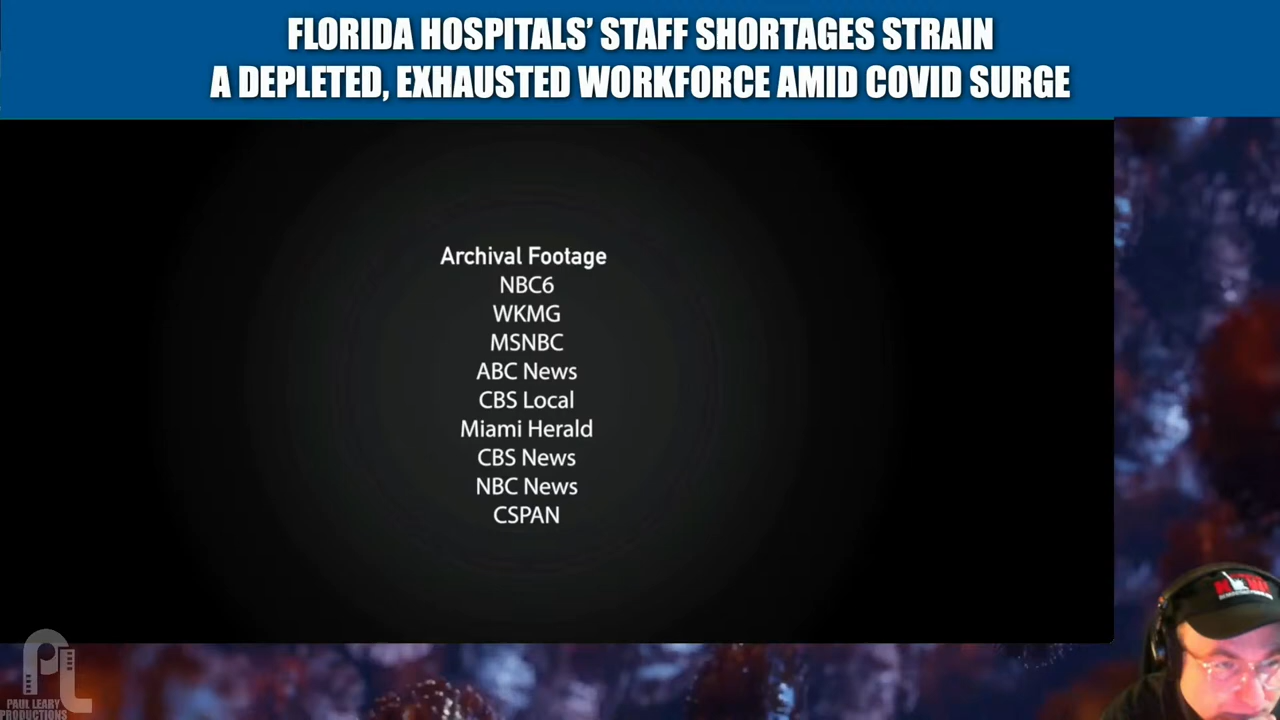 FLORIDA HOSPITALS’ STAFF SHORTAGES STRAIN
A DEPLETED, EXHAUSTED WORKFORCE AMID COVID SURGE
Archival Footage
NBC6
WKMG
MSNBC
ABC News
CBS Local
Miami Herald
CBS News
NBC News
CSPAN
PL
PAUL LEARY
PRODUCTIONS